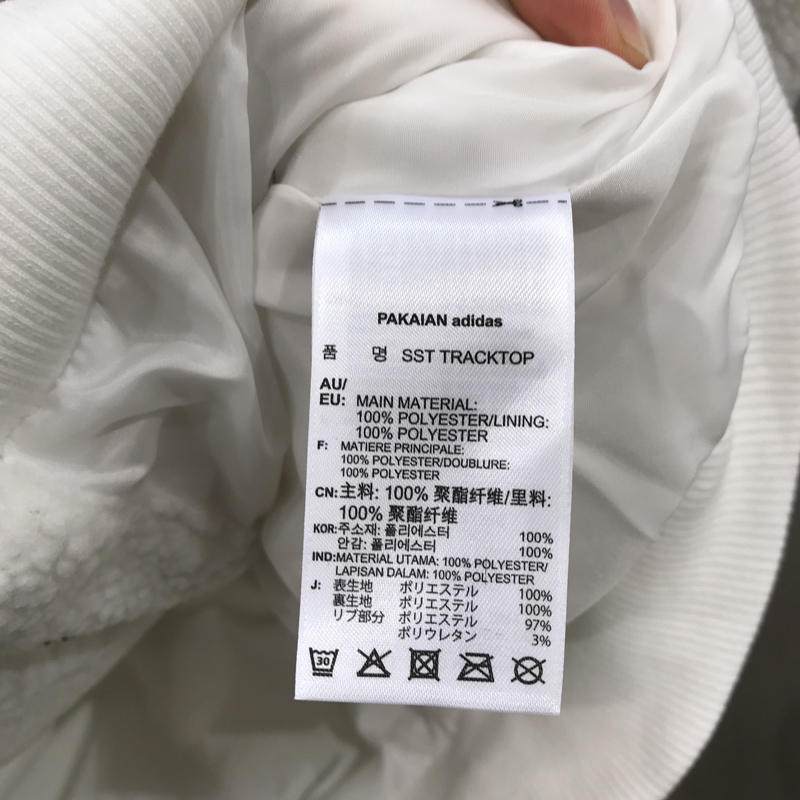 PAKAIAN adidas
품 명 SST TRACKTOP
AU/
EU: MAIN MATERIAL:
100% POLYESTER/LINING:
100% POLYESTER
F: MATIERE PRINCIPALE:
100% POLYESTER/DOUBLURE:
100% POLYESTER
CN:主料: 100% 聚酯纤维/里料:
100% 聚酯纤维
KOR:주소재: 폴리에스터 100%
안감: 폴리에스터 100%
IND:MATERIAL UTAMA: 100% POLYESTER/
LAPISAN DALAM: 100% POLYESTER
J: 表生地 ポリエステル 100%
裏生地 ポリエステル 100%
リブ部分 ポリエステル 97%
ポリウレタン 3%
30